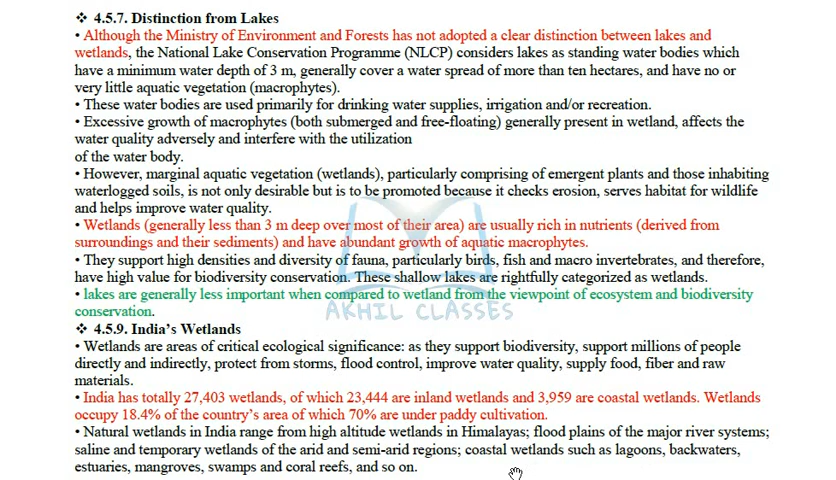 ❖ 4.5.7. Distinction from Lakes
• Although the Ministry of Environment and Forests has not adopted a clear distinction between lakes and
wetlands, the National Lake Conservation Programme (NLCP) considers lakes as standing water bodies which
have a minimum water depth of 3 m, generally cover a water spread of more than ten hectares, and have no or
very little aquatic vegetation (macrophytes).
• These water bodies are used primarily for drinking water supplies, irrigation and/or recreation.
• Excessive growth of macrophytes (both submerged and free-floating) generally present in wetland, affects the
water quality adversely and interfere with the utilization
of the water body.
• However, marginal aquatic vegetation (wetlands), particularly comprising of emergent plants and those inhabiting
waterlogged soils, is not only desirable but is to be promoted because it checks erosion, serves habitat for wildlife
and helps improve water quality.
• Wetlands (generally less than 3 m deep over most of their area) are usually rich in nutrients (derived from
surroundings and their sediments) and have abundant growth of aquatic macrophytes.
• They support high densities and diversity of fauna, particularly birds, fish and macro invertebrates, and therefore,
have high value for biodiversity conservation. These shallow lakes are rightfully categorized as wetlands.
• lakes are generally less important when compared to wetland from the viewpoint of ecosystem and biodiversity
conservation.
AKHIL CLASSES
❖ 4.5.9. India's Wetlands
• Wetlands are areas of critical ecological significance: as they support biodiversity, support millions of people
directly and indirectly, protect from storms, flood control, improve water quality, supply food, fiber and raw
materials.
• India has totally 27,403 wetlands, of which 23,444 are inland wetlands and 3,959 are coastal wetlands. Wetlands
occupy 18.4% of the country's area of which 70% are under paddy cultivation.
• Natural wetlands in India range from high altitude wetlands in Himalayas; flood plains of the major river systems;
saline and temporary wetlands of the arid and semi-arid regions; coastal wetlands such as lagoons, backwaters,
estuaries, mangroves, swamps and coral reefs, and so on.